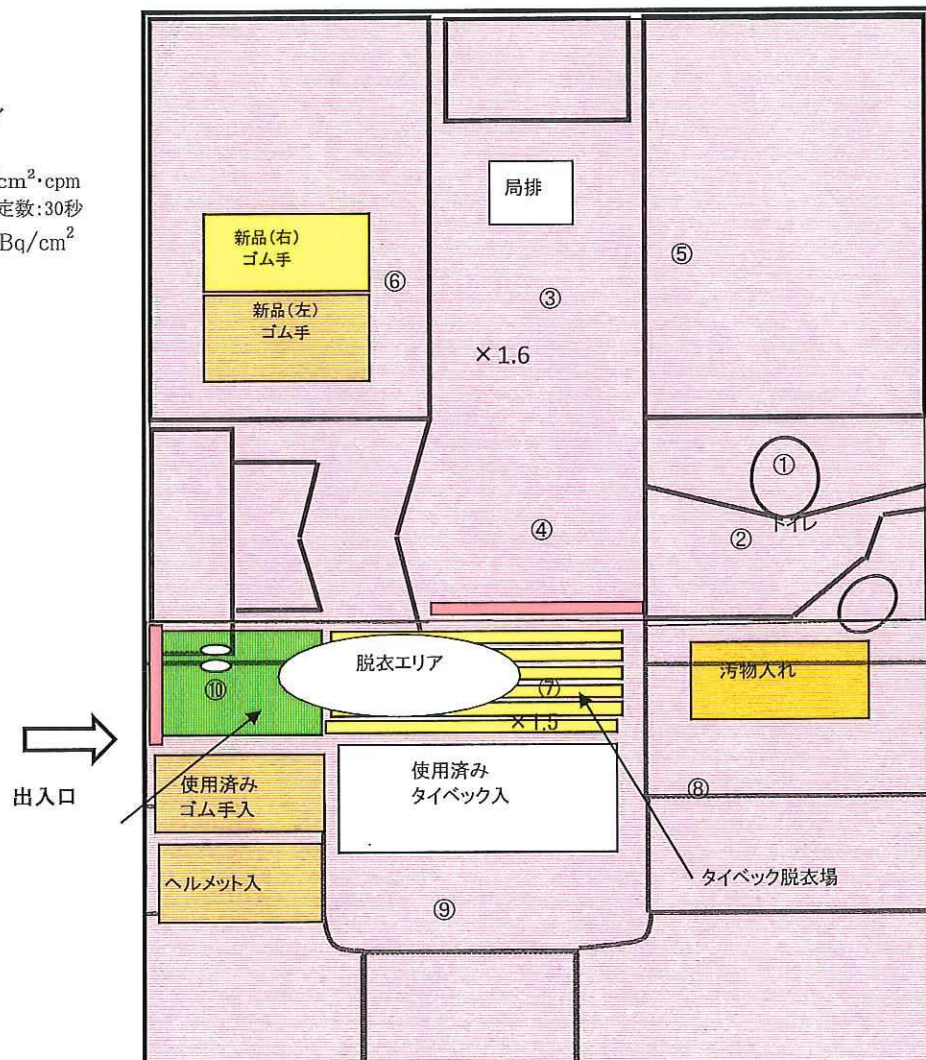 cm²・cpm
定数:30秒
Bq/cm²
局排
新品(右)
ゴム手
新品(左)
ゴム手
⑥
③
⑤
×1.6
①
トイレ
④
②
脱衣エリア
⑦
×1.5
⑩
汚物入れ
出入口
使用済み
ゴム手入
使用済み
タイベック入
⑧
ヘルメット入
タイベック脱衣場
⑨